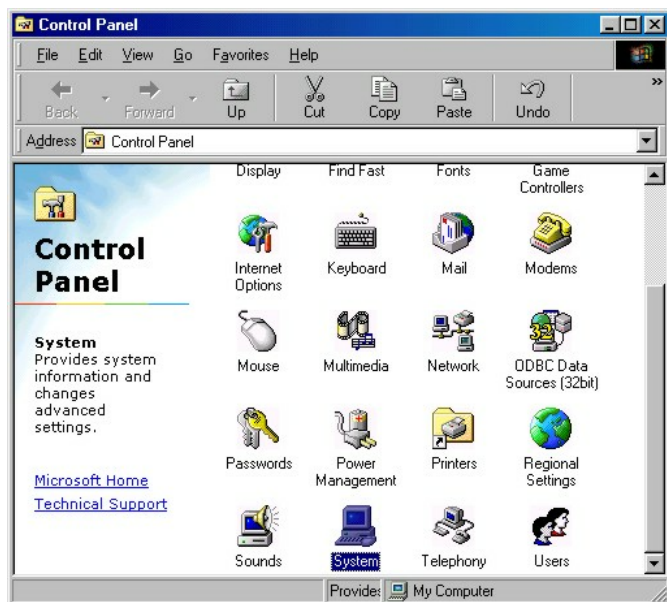 Control Panel
File Edit View Go Favorites Help
Back Forward Up Cut Copy Paste Undo »
Address Control Panel
Control
Panel
System
Provides system
information and
changes
advanced
settings.
Microsoft Home
Technical Support
Display Find Fast Fonts Game
Controllers
Internet
Options Keyboard Mail Modems
Mouse Multimedia Network ODBC Data
Sources (32bit)
32
Passwords Power
Management Printers Regional
Settings
Sounds System Telephony Users
Provides My Computer